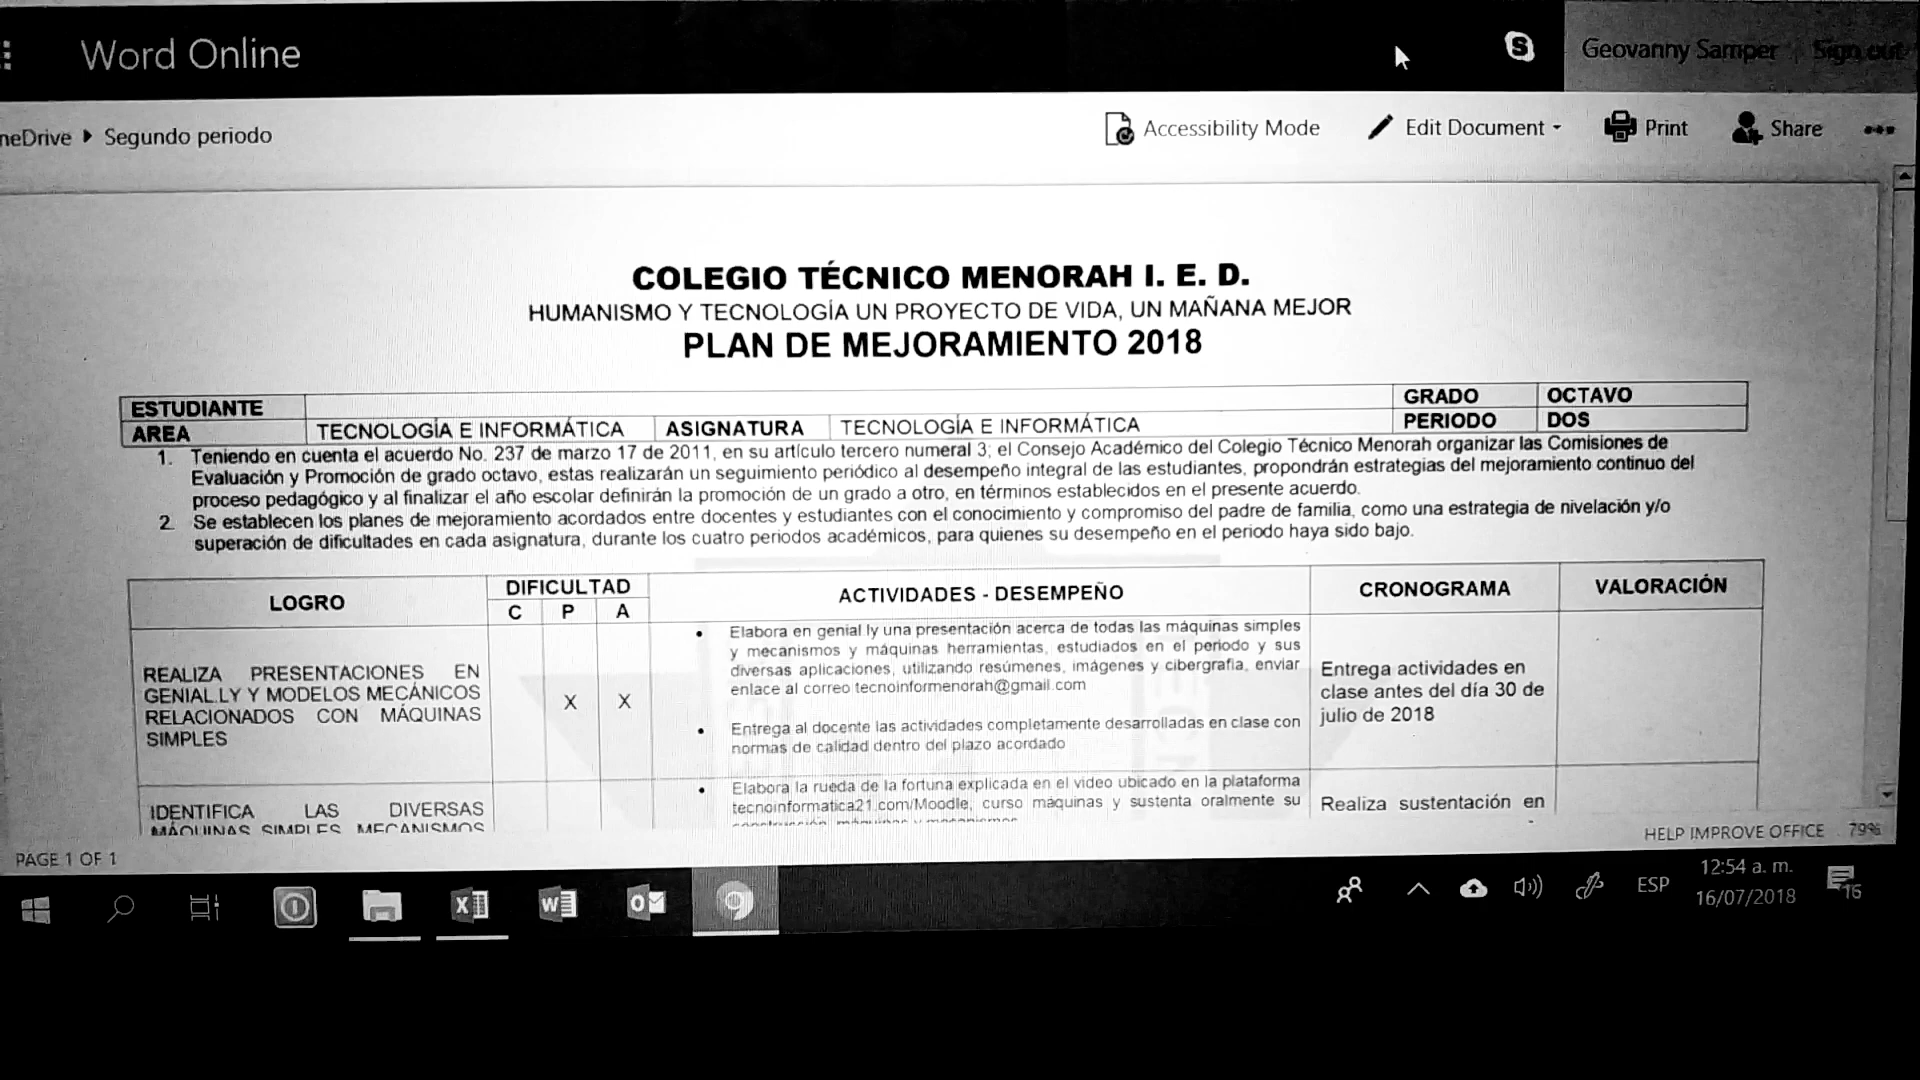 Word Online
Geovanny Samper
Sign out
neDrive
Segundo periodo
Accessibility Mode
Edit Document
Print
Share
COLEGIO TÉCNICO MENORAH I. E. D.
HUMANISMO Y TECNOLOGÍA UN PROYECTO DE VIDA, UN MAÑANA MEJOR
PLAN DE MEJORAMIENTO 2018
ESTUDIANTE GRADO OCTAVO
AREA TECNOLOGÍA E INFORMÁTICA ASIGNATURA TECNOLOGÍA E INFORMÁTICA PERIODO DOS
1. Teniendo en cuenta el acuerdo No. 237 de marzo 17 de 2011, en su artículo tercero numeral 3; el Consejo Académico del Colegio Técnico Menorah organizar las Comisiones de
Evaluación y Promoción de grado octavo, estas realizarán un seguimiento periódico al desempeño integral de las estudiantes, propondrán estrategias del mejoramiento continuo del
proceso pedagógico y al finalizar el año escolar definirán la promoción de un grado a otro, en términos establecidos en el presente acuerdo.
2. Se establecen los planes de mejoramiento acordados entre docentes y estudiantes con el conocimiento y compromiso del padre de familia, como una estrategia de nivelación y/o
superación de dificultades en cada asignatura, durante los cuatro periodos académicos, para quienes su desempeño en el periodo haya sido bajo.
LOGRO
DIFICULTAD
C P A
ACTIVIDADES - DESEMPEÑO
CRONOGRAMA
VALORACIÓN
REALIZA PRESENTACIONES EN
GENIAL.LY Y MODELOS MECÁNICOS
RELACIONADOS CON MÁQUINAS
SIMPLES
X X
• Elabora en genial.ly una presentación acerca de todas las máquinas simples
y mecanismos y máquinas herramientas, estudiados en el periodo y sus
diversas aplicaciones, utilizando resúmenes, imágenes y cibergrafia, enviar
enlace al correo tecnoinformenorah@gmail.com
• Entrega al docente las actividades completamente desarrolladas en clase con
normas de calidad dentro del plazo acordado
Entrega actividades en
clase antes del día 30 de
julio de 2018
IDENTIFICA LAS DIVERSAS
MÁQUINAS SIMPLES MECANISMOS
• Elabora la rueda de la fortuna explicada en el video ubicado en la plataforma
tecnoinformatica21.com/Moodle, curso máquinas y sustenta oralmente su
construcción, máquinas y mecanismos
Realiza sustentación en
HELP IMPROVE OFFICE
79%
PAGE 1 OF 1
ESP
12:54 a. m.
16/07/2018
16